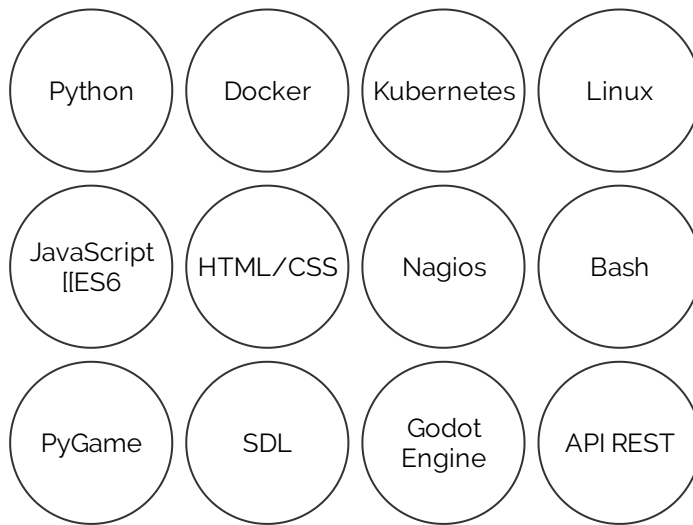 Python
Docker
Kubernetes
Linux
JavaScript
[[ES6
HTML/CSS
Nagios
Bash
PyGame
SDL
Godot
Engine
API REST